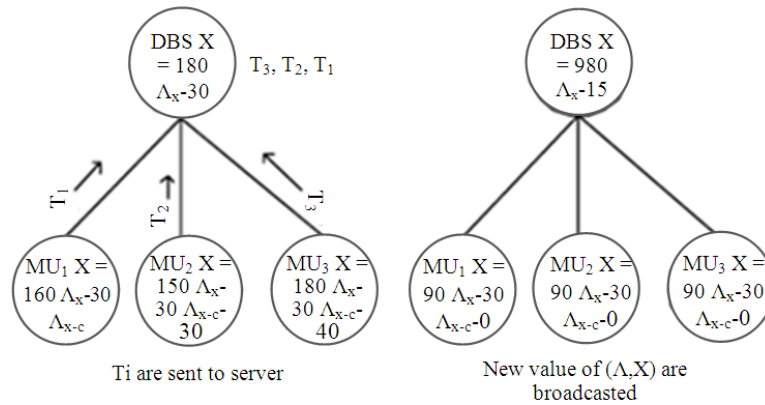 DBS X
= 180
Λx-30
T3, T2, T1
T1
T2
T3
MU1 X =
160 Λx-30
Λx-c
MU2 X =
150 Λx-
30 Λx-c-
30
MU3 X =
180 Λx-
30 Λx-c-
40
Ti are sent to server
DBS X
= 980
Λx-15
MU1 X =
90 Λx-30
Λx-c-0
MU2 X =
90 Λx-30
Λx-c-0
MU3 X =
90 Λx-30
Λx-c-0
New value of (Λ,X) are
broadcasted